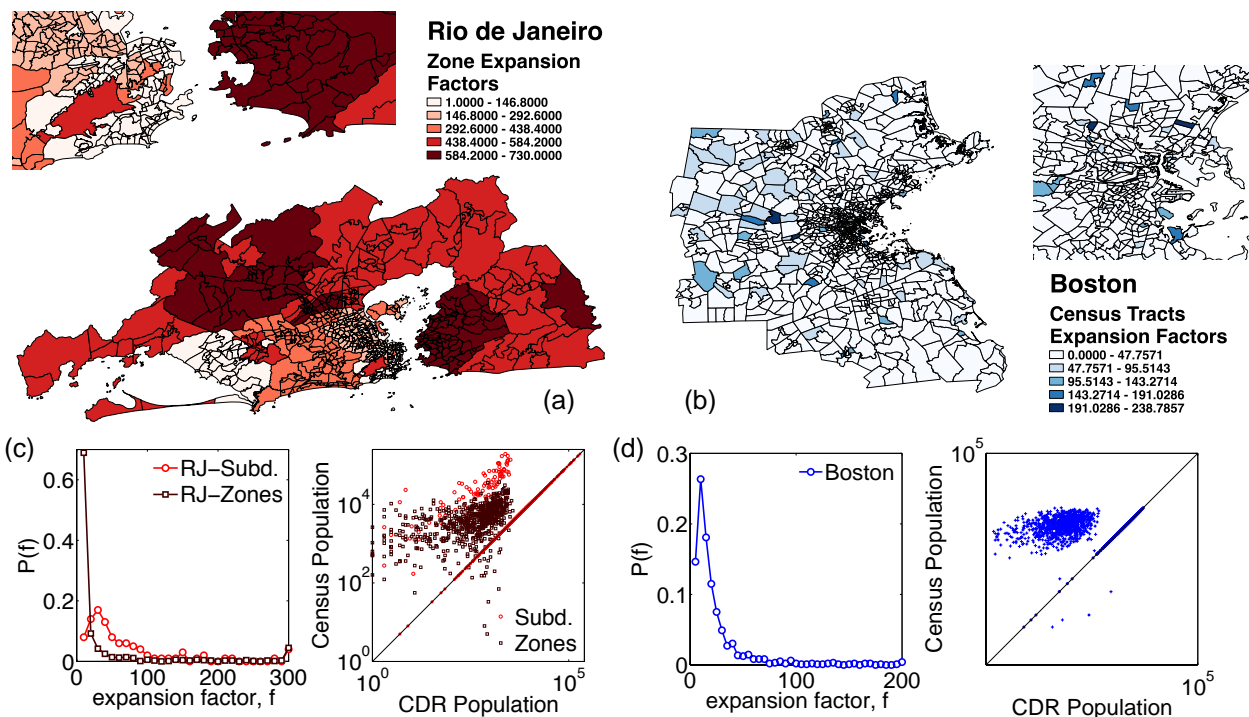 Rio de Janeiro
Zone Expansion
Factors
1.0000 - 146.8000
146.8000 - 292.6000
292.6000 - 438.4000
438.4000 - 584.2000
584.2000 - 730.0000
(a)
Boston
Census Tracts
Expansion Factors
0.0000 - 47.7571
47.7571 - 95.5143
95.5143 - 143.2714
143.2714 - 191.0286
191.0286 - 238.7857
(b)
(c)
P(f)
0.6
0.4
0.2
0
0 100 200 300
expansion factor, f
RJ-Subd.
RJ-Zones
Census Population
10^4
10^2
10^0
10^0 10^5
CDR Population
Subd.
Zones
(d)
P(f)
0.3
0.2
0.1
0
0 50 100 150 200
expansion factor, f
Boston
Census Population
10^5
10^5
CDR Population